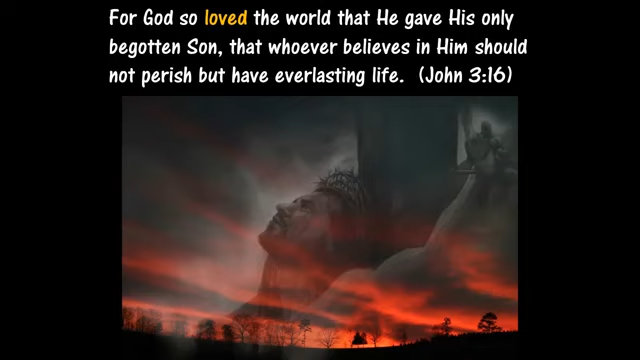 For God so loved the world that He gave His only
begotten Son, that whoever believes in Him should
not perish but have everlasting life. (John 3:16)